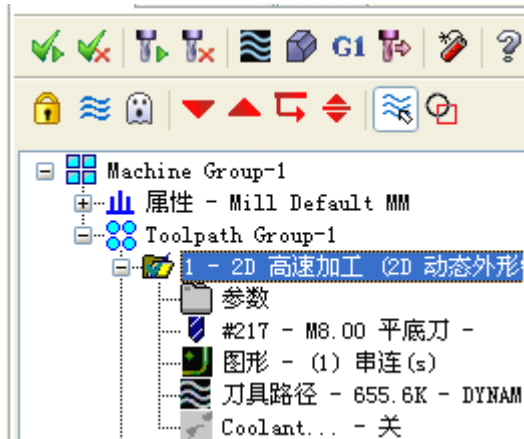 G1
Machine Group-1
属性 - Mill Default MM
Toolpath Group-1
1 - 2D 高速加工 (2D 动态外形
参数
#217 - M8.00 平底刀 -
图形 - (1) 串连(s)
刀具路径 - 655.6K - DYNAM
Coolant... - 关